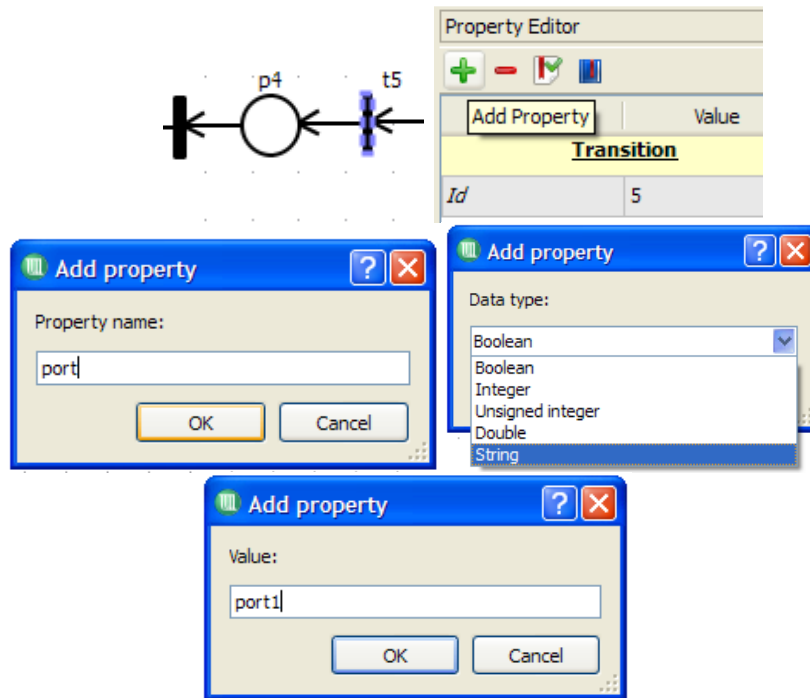 p4
t5
Property Editor
Add Property
Value
Transition
Id
5
Add property
Property name:
port
OK
Cancel
Add property
Data type:
Boolean
Boolean
Integer
Unsigned integer
Double
String
Add property
Value:
port1
OK
Cancel